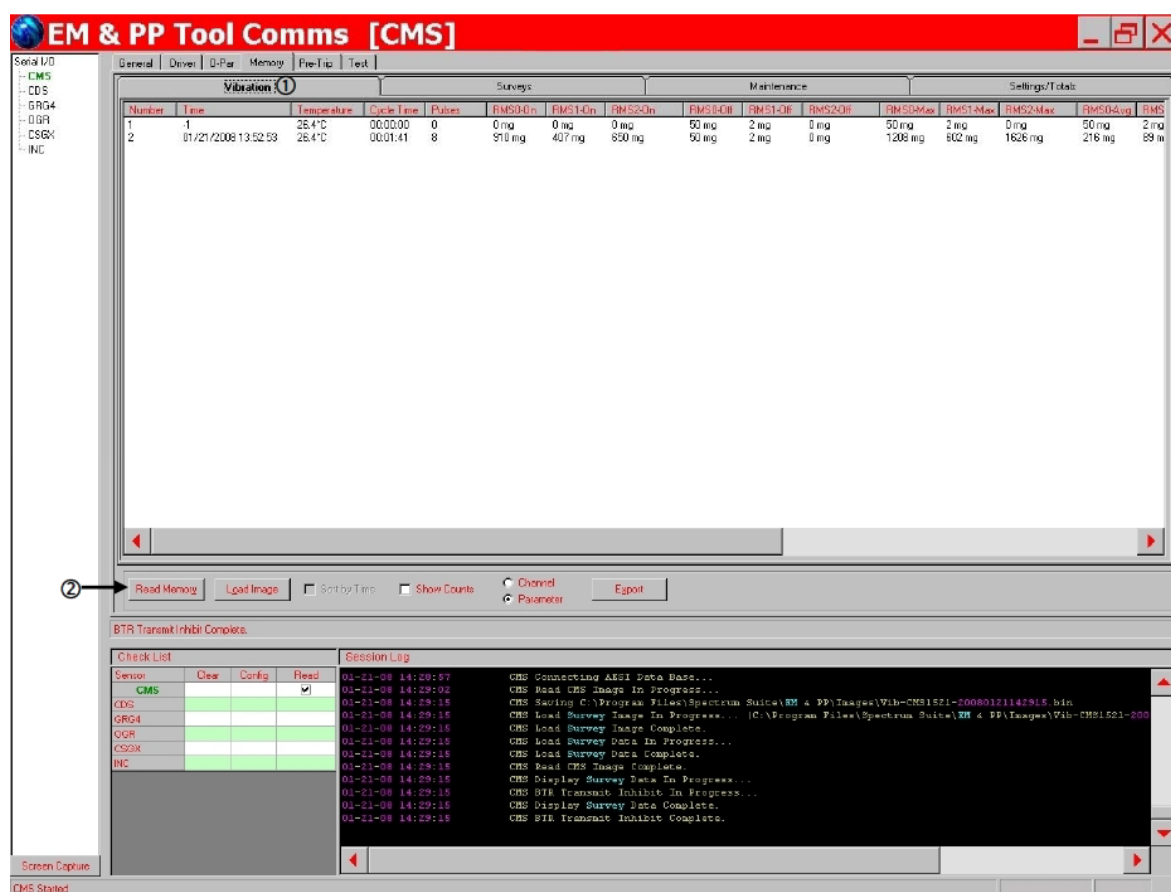 EM & PP Tool Comms [CMS]
Serial I/O
CMS
CDS
GRG4
OGR
CSGX
INC
General Driver D-Par Memory Pre-Trip Test
Vibration ① Surveys Maintenance Settings/Totals
Number Time Temperature Cycle Time Pulses RMS0-On RMS1-On RMS2-On RMS0-Off RMS1-Off RMS2-Off RMS0-Max RMS1-Max RMS2-Max RMS0-Avg RMS
1 -1 26.4°C 00:00:00 0 0 mg 0 mg 0 mg 50 mg 2 mg 0 mg 50 mg 2 mg 0 mg 50 mg 2 mg
2 01/21/2008 13:52:53 26.4°C 00:01:41 8 910 mg 407 mg 650 mg 50 mg 2 mg 0 mg 1208 mg 602 mg 1626 mg 216 mg 89 m
② Read Memory Load Image Sort by Time Show Counts Channel Parameter Export
BTR Transmit Inhibit Complete.
Check List
Sensor Clear Config Read
CMS
CDS
GRG4
OGR
CSGX
INC
Session Log
01-21-08 14:28:57 CMS Connecting AESI Data Base...
01-21-08 14:29:02 CMS Read CMS Image In Progress...
01-21-08 14:29:15 CMS Saving C:\Program Files\Spectrum Suite\EM & PP\Images\Vib-CMS1521-20080121142915.bin
01-21-08 14:29:15 CMS Load Survey Image In Progress... |C:\Program Files\Spectrum Suite\EM & PP\Images\Vib-CMS1521-200
01-21-08 14:29:15 CMS Load Survey Image Complete.
01-21-08 14:29:15 CMS Load Survey Data In Progress...
01-21-08 14:29:15 CMS Load Survey Data Complete.
01-21-08 14:29:15 CMS Read CMS Image Complete.
01-21-08 14:29:15 CMS Display Survey Data In Progress...
01-21-08 14:29:15 CMS BTR Transmit Inhibit In Progress...
01-21-08 14:29:15 CMS Display Survey Data Complete.
01-21-08 14:29:15 CMS BTR Transmit Inhibit Complete.
Screen Capture
CMS Started